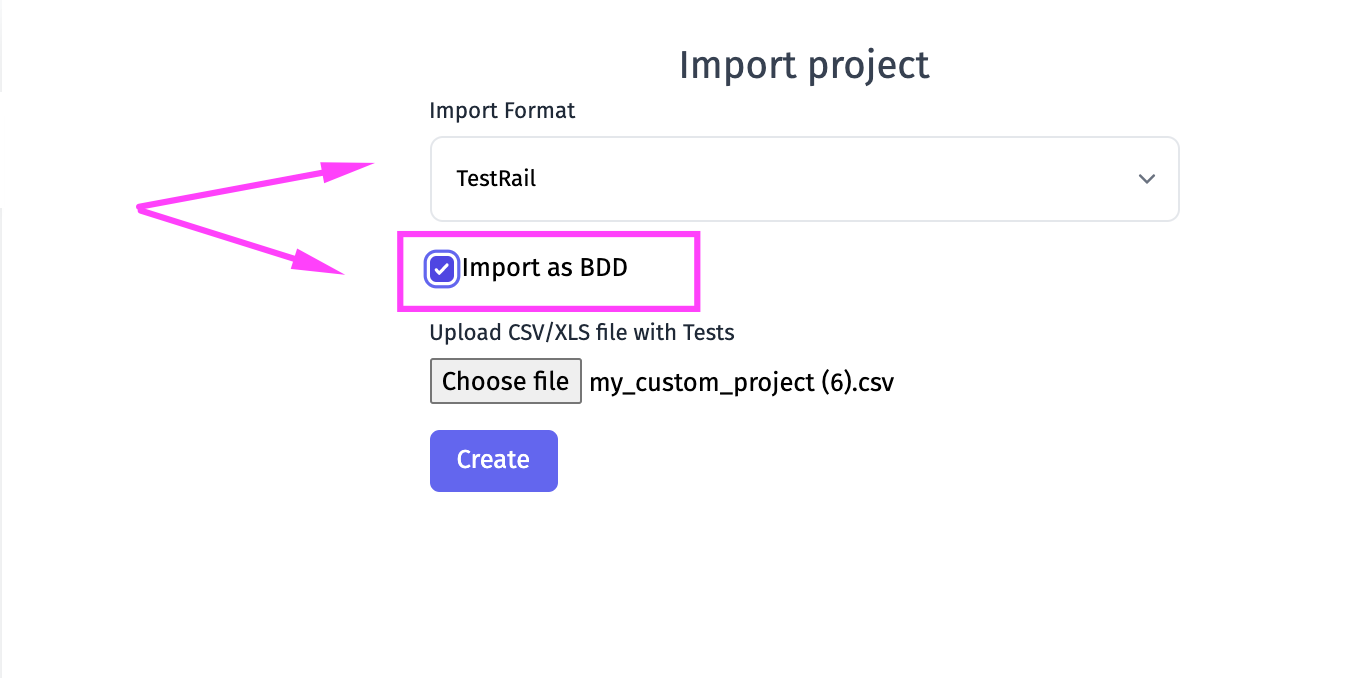 Import project
Import Format
TestRail
Import as BDD
Upload CSV/XLS file with Tests
Choose file my_custom_project (6).csv
Create